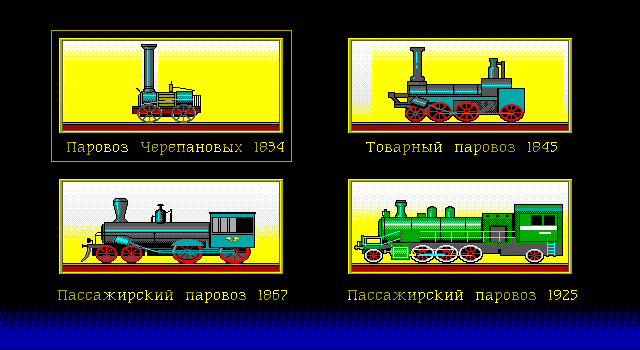 Паровоз Черепановых 1834
Товарный паровоз 1845
Пассажирский паровоз 1867
Пассажирский паровоз 1925